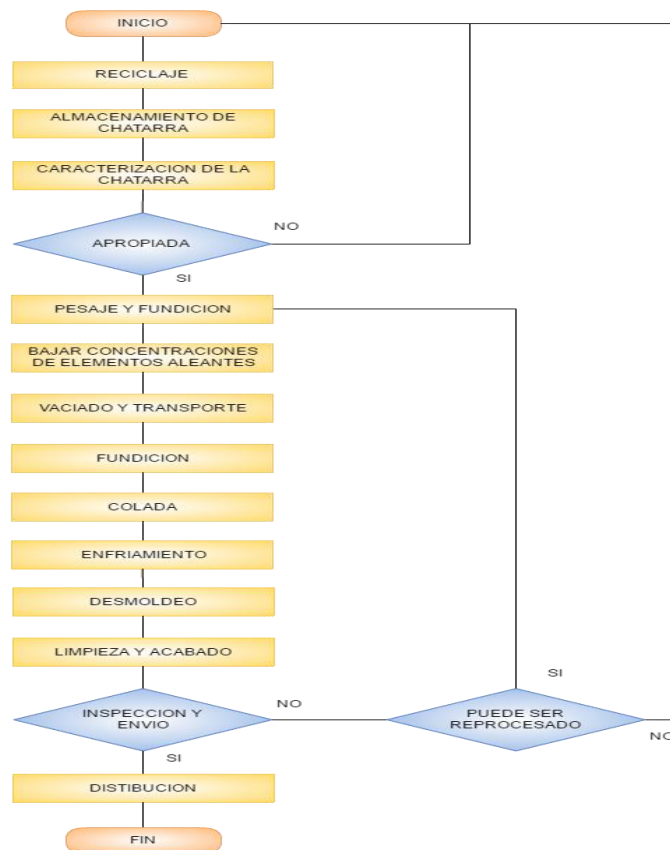 INICIO
RECICLAJE
ALMACENAMIENTO DE
CHATARRA
CARACTERIZACION DE LA
CHATARRA
APROPIADA
NO
SI
PESAJE Y FUNDICION
BAJAR CONCENTRACIONES
DE ELEMENTOS ALEANTES
VACIADO Y TRANSPORTE
FUNDICION
COLADA
ENFRIAMIENTO
DESMOLDEO
LIMPIEZA Y ACABADO
INSPECCION Y
ENVIO
NO
SI
PUEDE SER
REPROCESADO
SI
NO
DISTIBUCION
FIN